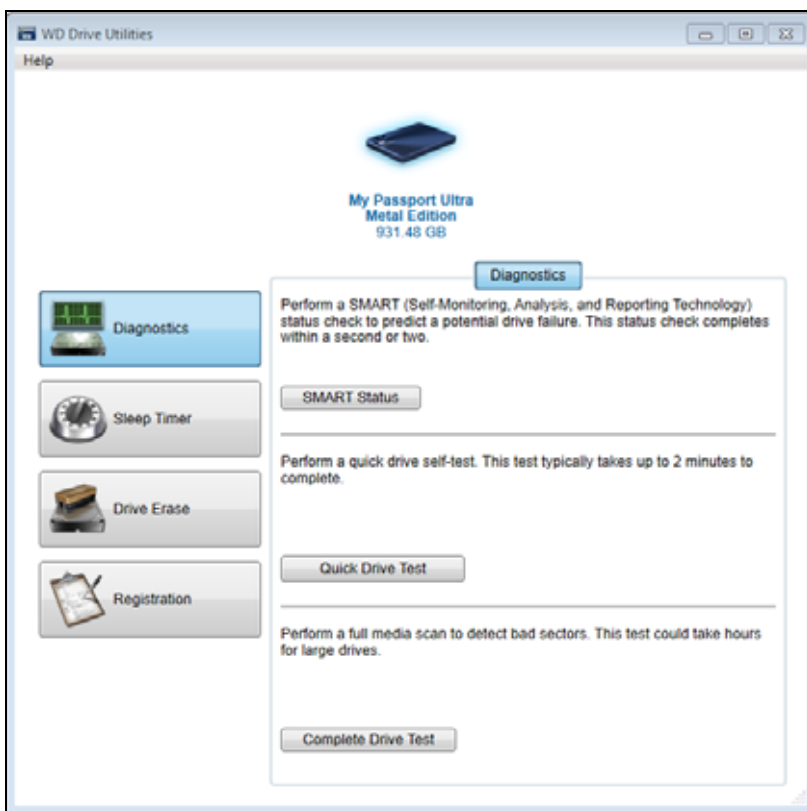 WD Drive Utilities
Help
My Passport Ultra
Metal Edition
931.48 GB
Diagnostics
Sleep Timer
Drive Erase
Registration
Diagnostics
Perform a SMART (Self-Monitoring, Analysis, and Reporting Technology)
status check to predict a potential drive failure. This status check completes
within a second or two.
SMART Status
Perform a quick drive self-test. This test typically takes up to 2 minutes to
complete.
Quick Drive Test
Perform a full media scan to detect bad sectors. This test could take hours
for large drives.
Complete Drive Test